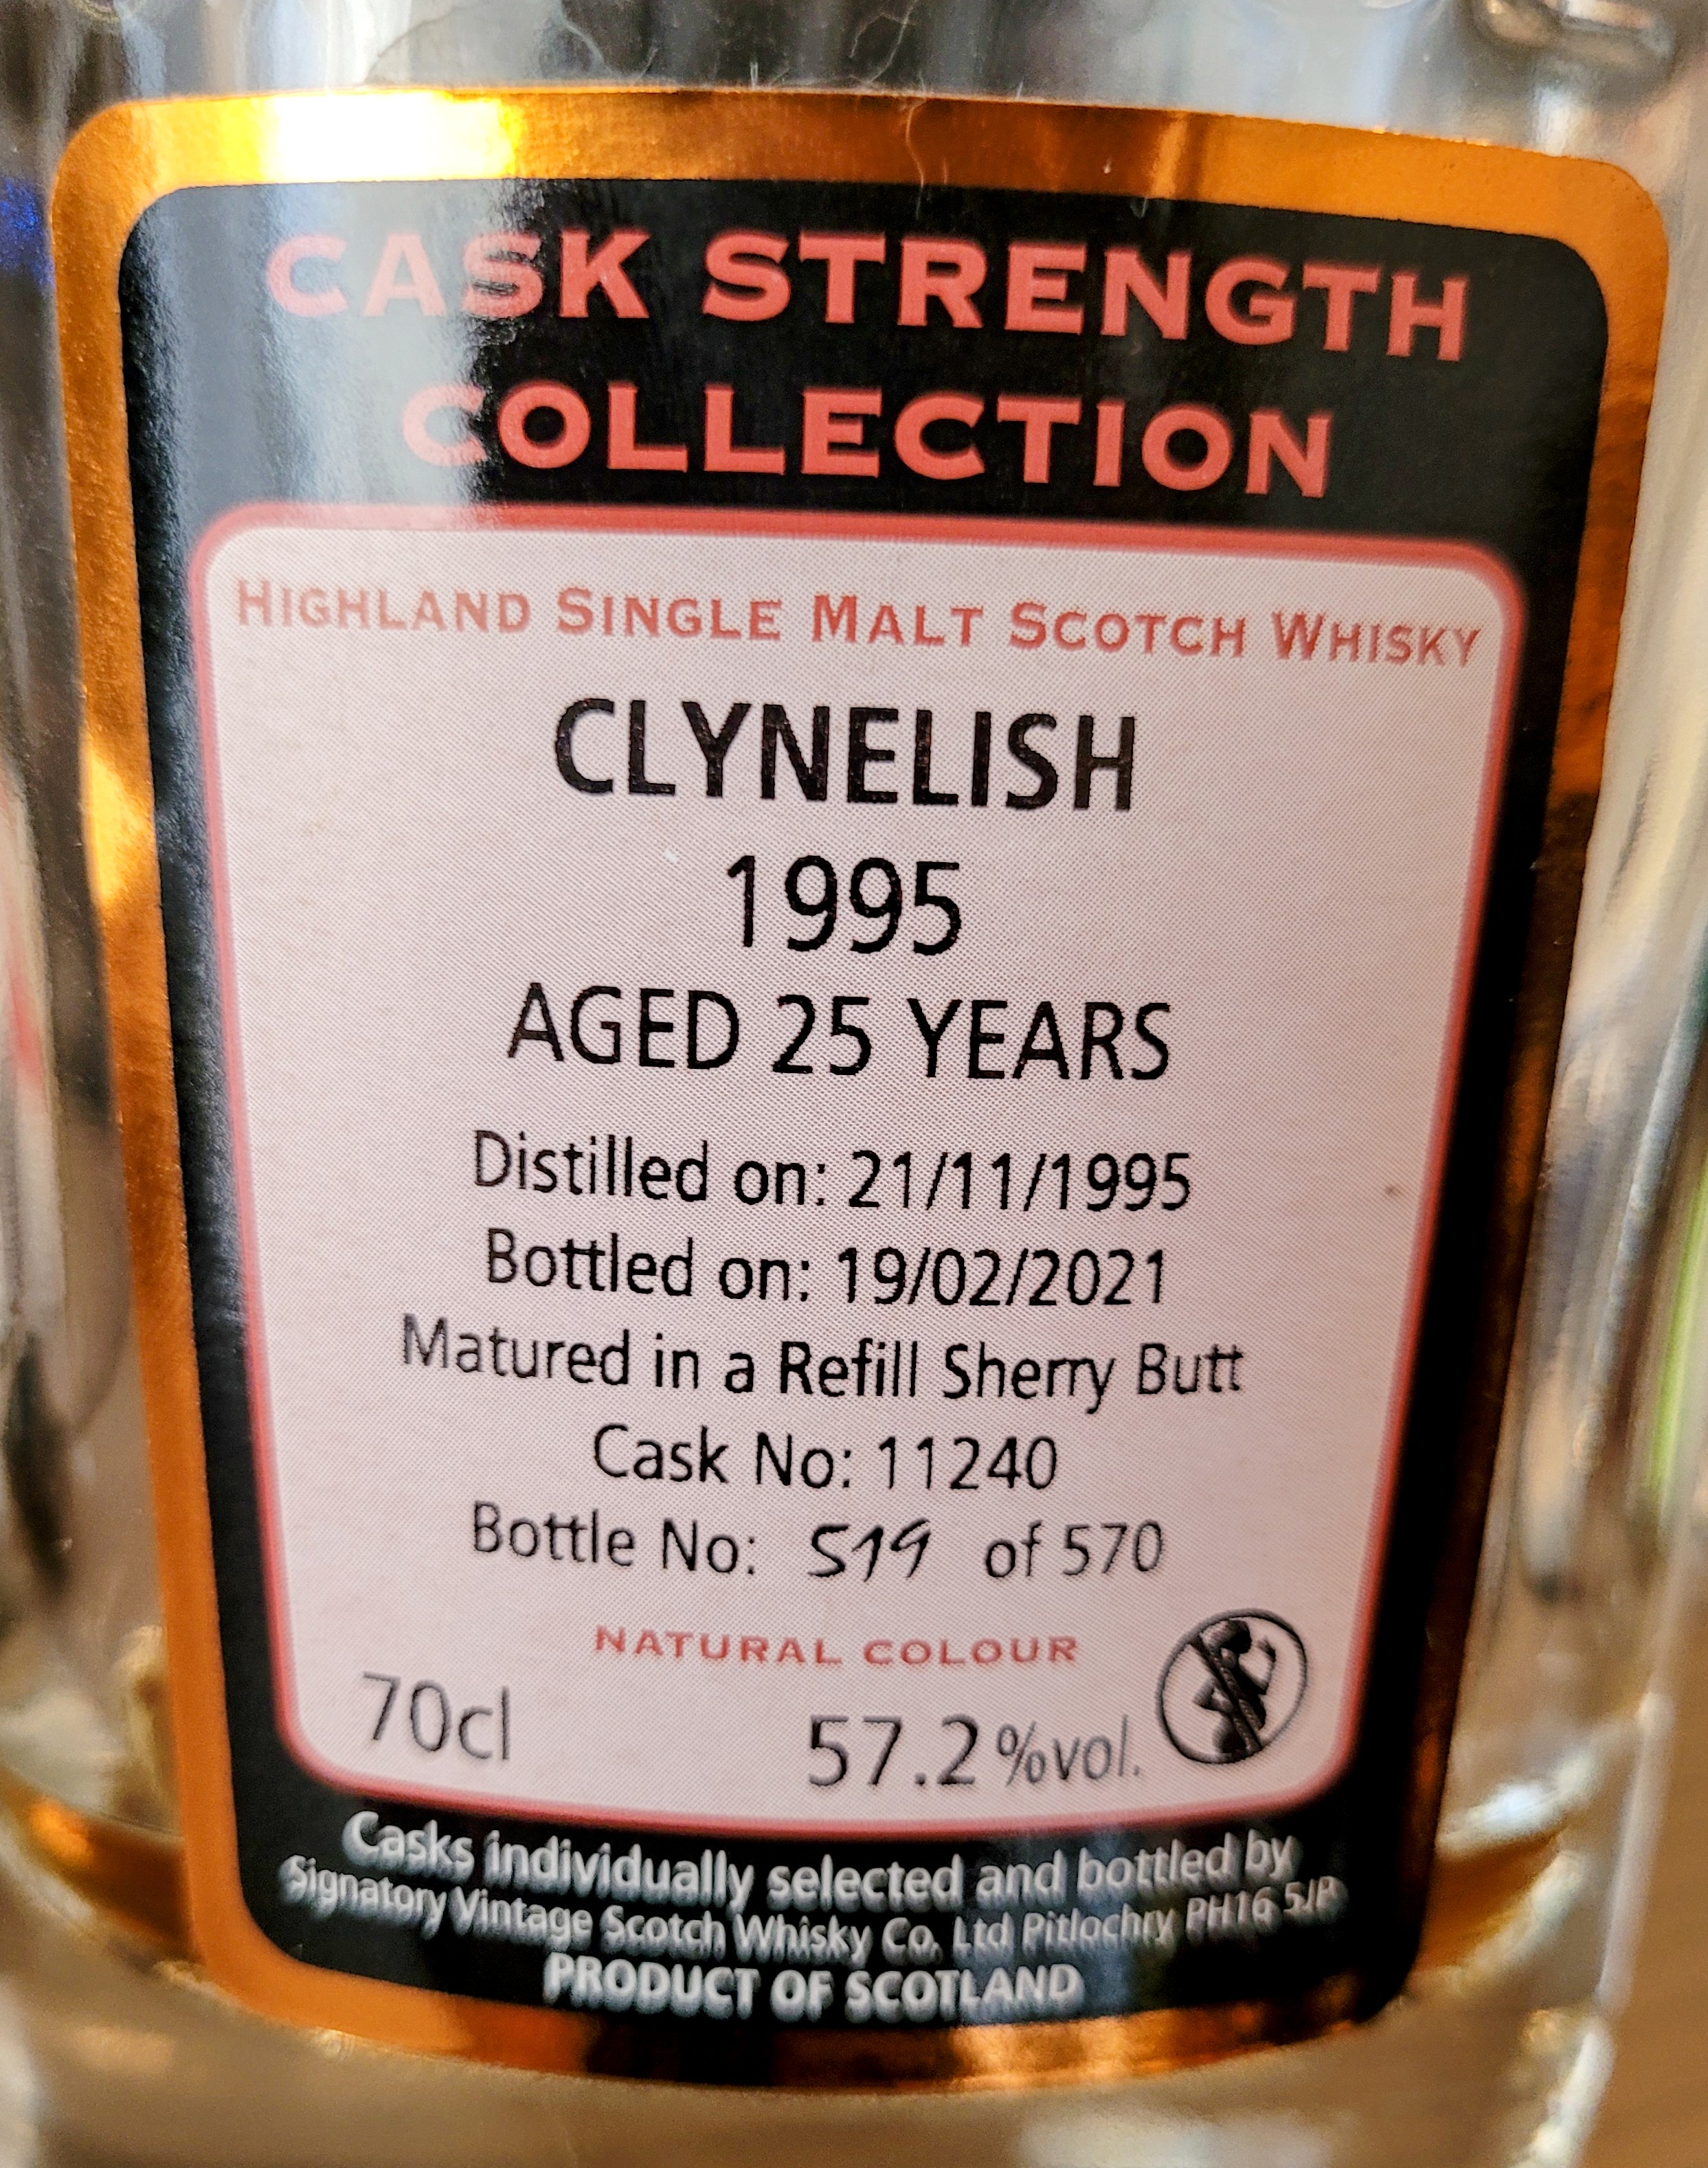 CASK STRENGTH
COLLECTION
HIGHLAND SINGLE MALT SCOTCH WHISKY
CLYNELISH
1995
AGED 25 YEARS
Distilled on: 21/11/1995
Bottled on: 19/02/2021
Matured in a Refill Sherry Butt
Cask No: 11240
Bottle No: 519 of 570
NATURAL COLOUR
70cl 57.2%vol.
Casks individually selected and bottled by
Signatory Vintage Scotch Whisky Co. Ltd Pitlochry PH16 5JP
PRODUCT OF SCOTLAND